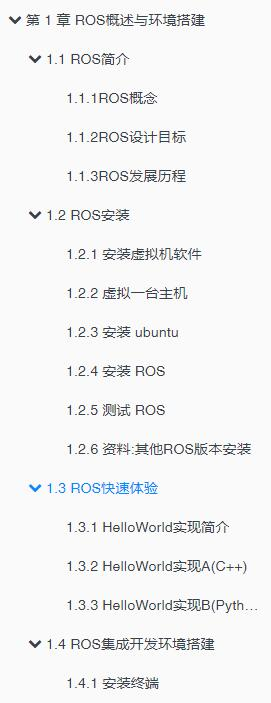 第 1 章 ROS概述与环境搭建
1.1 ROS简介
1.1.1ROS概念
1.1.2ROS设计目标
1.1.3ROS发展历程
1.2 ROS安装
1.2.1 安装虚拟机软件
1.2.2 虚拟一台主机
1.2.3 安装 ubuntu
1.2.4 安装 ROS
1.2.5 测试 ROS
1.2.6 资料:其他ROS版本安装
1.3 ROS快速体验
1.3.1 HelloWorld实现简介
1.3.2 HelloWorld实现A(C++)
1.3.3 HelloWorld实现B(Pyth…
1.4 ROS集成开发环境搭建
1.4.1 安装终端